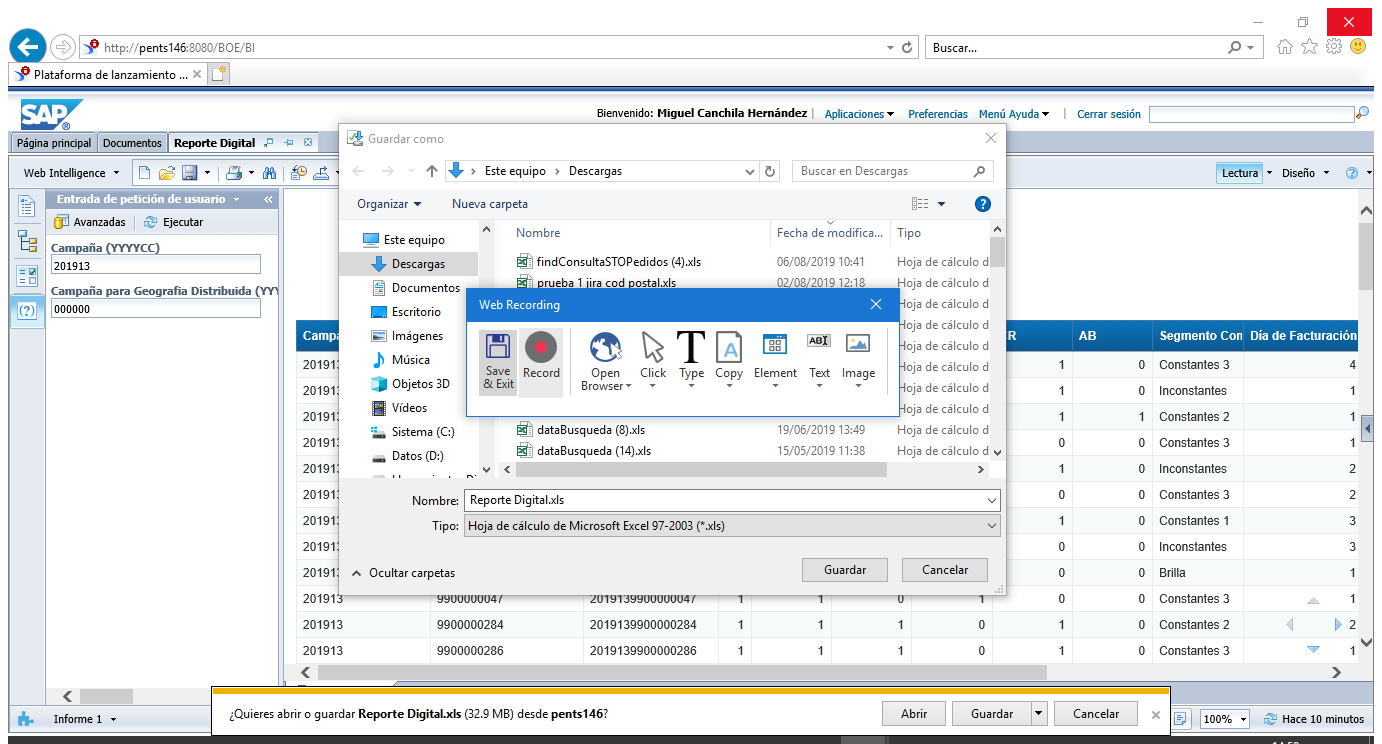 http://pents146:8080/BOE/BI
Buscar...
Plataforma de lanzamiento ...
SAP
Bienvenido: Miguel Canchila Hernández | Aplicaciones Preferencias Menú Ayuda | Cerrar sesión
Página principal Documentos Reporte Digital
Web Intelligence
Lectura Diseño
Entrada de petición de usuario
Avanzadas Ejecutar
Campaña (YYYYCC)
201913
Campaña para Geografia Distribuida (YYY
000000
Guardar como
Este equipo > Descargas
Buscar en Descargas
Organizar Nueva carpeta
Este equipo
Descargas
Documentos
Escritorio
Imágenes
Música
Objetos 3D
Vídeos
Sistema (C:)
Datos (D:)
Nombre Fecha de modifica... Tipo
findConsultaSTOPedidos (4).xls 06/08/2019 10:41 Hoja de cálculo d
prueba 1 jira cod postal.xls 02/08/2019 12:18 Hoja de cálculo d
Hoja de cálculo d
Hoja de cálculo d
Hoja de cálculo d
Hoja de cálculo d
Hoja de cálculo d
Hoja de cálculo d
dataBusqueda (8).xls 19/06/2019 13:49 Hoja de cálculo d
dataBusqueda (14).xls 15/05/2019 11:38 Hoja de cálculo d
Web Recording
Save & Exit
Record
Open Browser
Click
Type
Copy
Element
Text
Image
Nombre: Reporte Digital.xls
Tipo: Hoja de cálculo de Microsoft Excel 97-2003 (*.xls)
Ocultar carpetas
Guardar Cancelar
Campa R AB Segmento Con Día de Facturación
201913 1 0 Constantes 3 4
201913 1 0 Inconstantes 1
201913 1 1 Constantes 2 1
201913 0 0 Constantes 3 1
201913 1 0 Inconstantes 2
201913 0 0 Constantes 3 2
201913 1 0 Constantes 1 3
201913 0 0 Inconstantes 3
201913 0 0 Brilla 1
201913 9900000047 2019139900000047 1 1 0 1 0 0 Constantes 3 1
201913 9900000284 2019139900000284 1 1 1 0 1 0 Constantes 2 2
201913 9900000286 2019139900000286 1 1 1 0 1 0 Constantes 3 1
Informe 1
¿Quieres abrir o guardar Reporte Digital.xls (32.9 MB) desde pents146?
Abrir Guardar Cancelar
100%
Hace 10 minutos